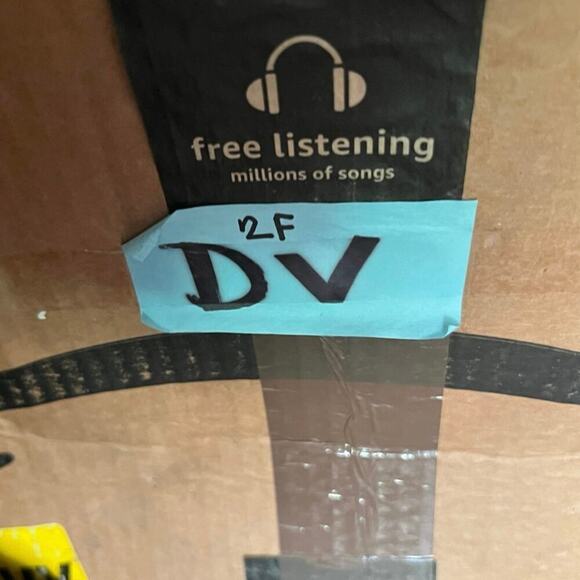 free listening
millions of songs
2F
DV